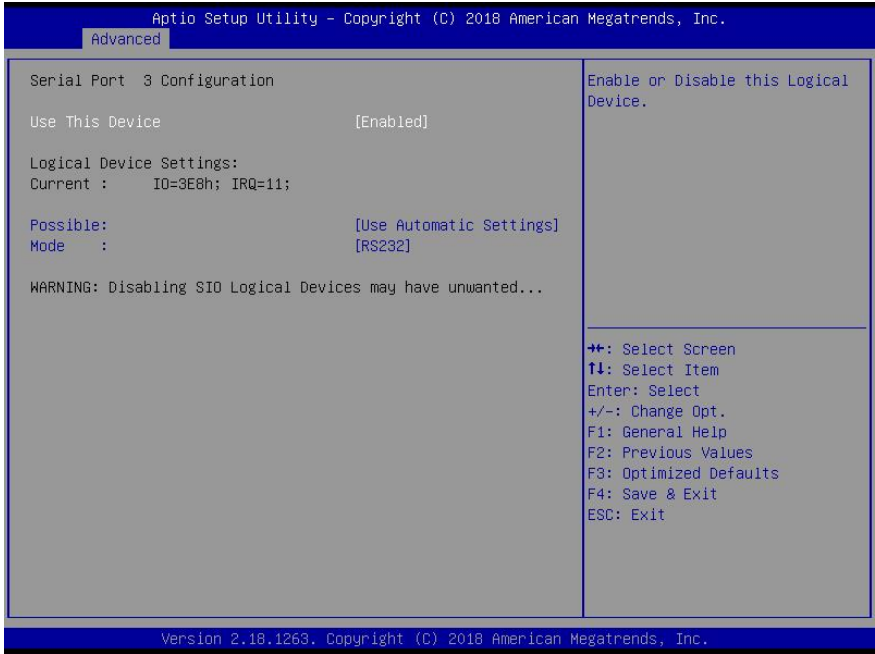 Aptio Setup Utility – Copyright (C) 2018 American Megatrends, Inc.
Advanced
Serial Port 3 Configuration
Use This Device [Enabled]
Logical Device Settings:
Current : IO=3E8h; IRQ=11;
Possible: [Use Automatic Settings]
Mode : [RS232]
WARNING: Disabling SIO Logical Devices may have unwanted...
Enable or Disable this Logical
Device.
→←: Select Screen
↑↓: Select Item
Enter: Select
+/-: Change Opt.
F1: General Help
F2: Previous Values
F3: Optimized Defaults
F4: Save & Exit
ESC: Exit
Version 2.18.1263. Copyright (C) 2018 American Megatrends, Inc.